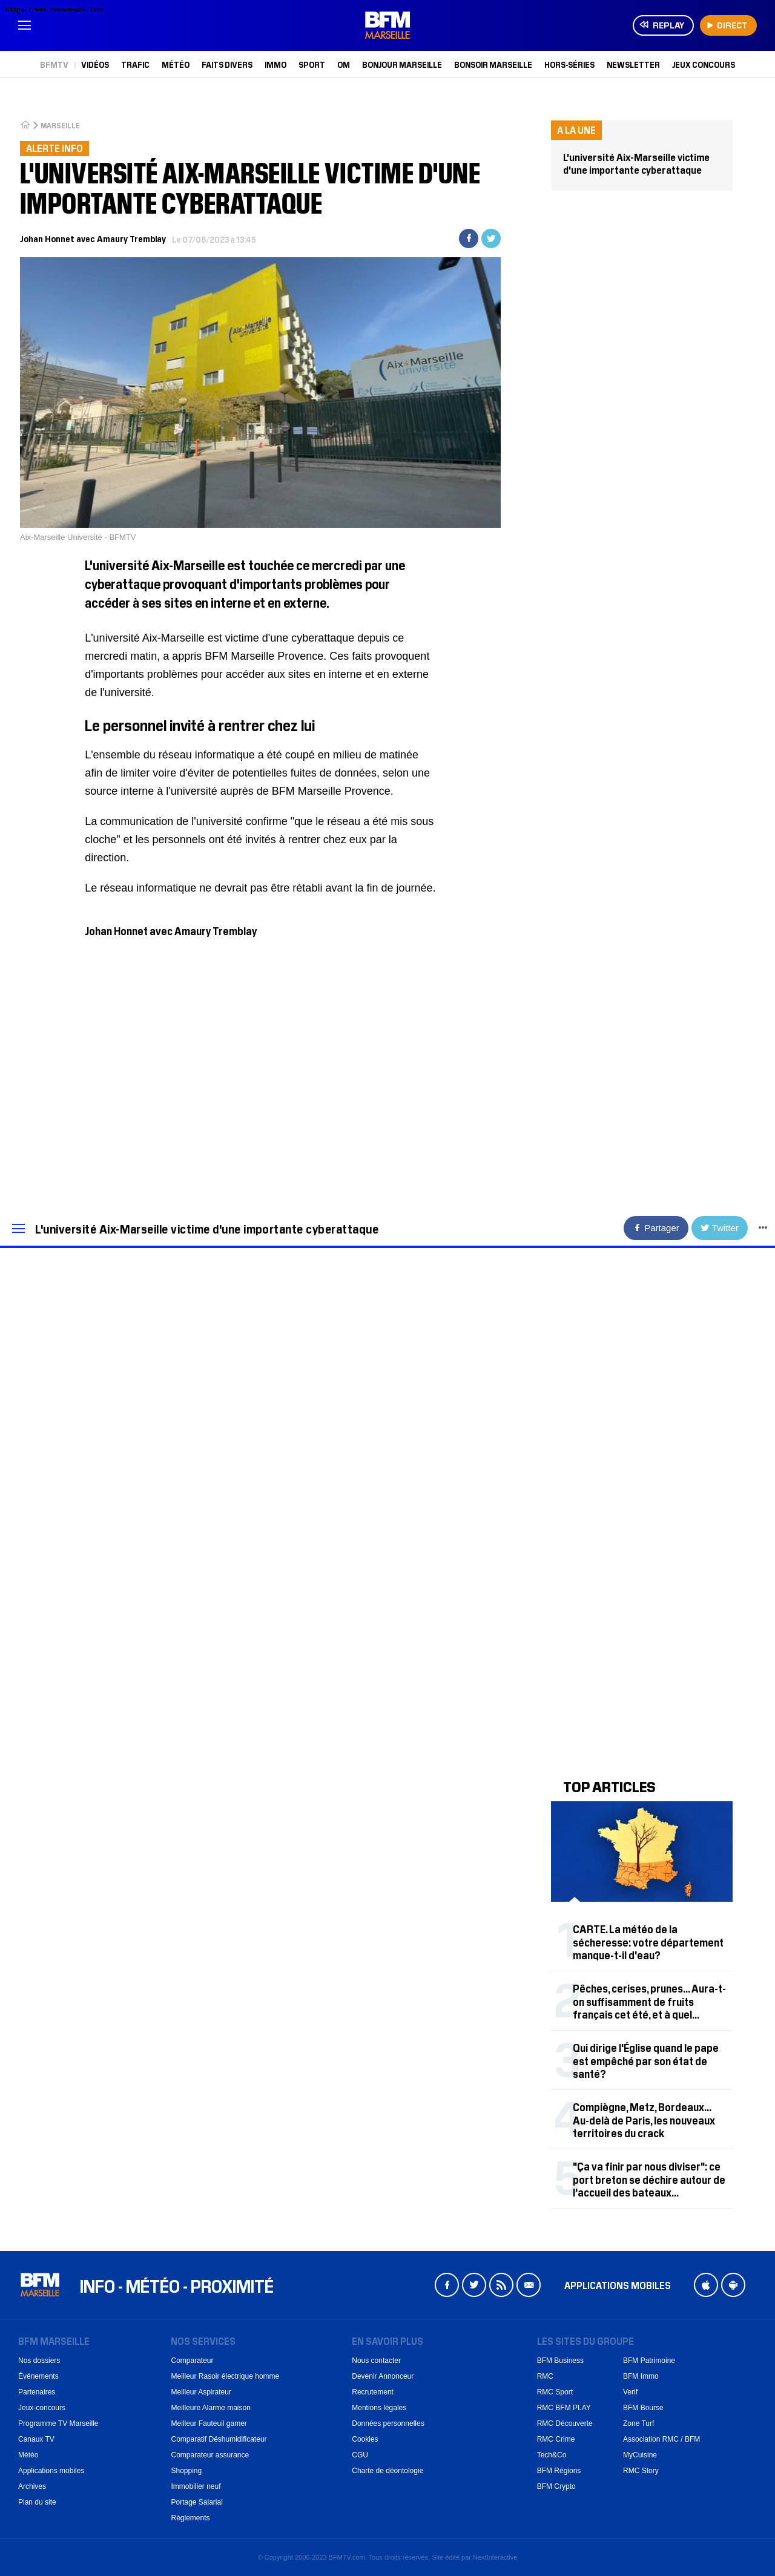 BFM
MARSEILLE
REPLAY
DIRECT
BFMTV
VIDÉOS
TRAFIC
MÉTÉO
FAITS DIVERS
IMMO
SPORT
OM
BONJOUR MARSEILLE
BONSOIR MARSEILLE
HORS-SÉRIES
NEWSLETTER
JEUX CONCOURS
MARSEILLE
ALERTE INFO
L'UNIVERSITÉ AIX-MARSEILLE VICTIME D'UNE
IMPORTANTE CYBERATTAQUE
Johan Honnet avec Amaury Tremblay
Le 07/06/2023 à 13:45
Aix-Marseille
université
Aix-Marseille
université
Aix-Marseille Université - BFMTV
L'université Aix-Marseille est touchée ce mercredi par une
cyberattaque provoquant d'importants problèmes pour
accéder à ses sites en interne et en externe.
L'université Aix-Marseille est victime d'une cyberattaque depuis ce
mercredi matin, a appris BFM Marseille Provence. Ces faits provoquent
d'importants problèmes pour accéder aux sites en interne et en externe
de l'université.
Le personnel invité à rentrer chez lui
L'ensemble du réseau informatique a été coupé en milieu de matinée
afin de limiter voire d'éviter de potentielles fuites de données, selon une
source interne à l'université auprès de BFM Marseille Provence.
La communication de l'université confirme "que le réseau a été mis sous
cloche" et les personnels ont été invités à rentrer chez eux par la
direction.
Le réseau informatique ne devrait pas être rétabli avant la fin de journée.
Johan Honnet avec Amaury Tremblay
A LA UNE
L'université Aix-Marseille victime
d'une importante cyberattaque
L'université Aix-Marseille victime d'une importante cyberattaque
Partager
Twitter
TOP ARTICLES
1
CARTE. La météo de la
sécheresse: votre département
manque-t-il d'eau?
2
Pêches, cerises, prunes... Aura-t-
on suffisamment de fruits
français cet été, et à quel...
3
Qui dirige l'Église quand le pape
est empêché par son état de
santé?
4
Compiègne, Metz, Bordeaux...
Au-delà de Paris, les nouveaux
territoires du crack
5
"Ça va finir par nous diviser": ce
port breton se déchire autour de
l'accueil des bateaux...
BFM
MARSEILLE
INFO - MÉTÉO - PROXIMITÉ
APPLICATIONS MOBILES
BFM MARSEILLE
Nos dossiers
Événements
Partenaires
Jeux-concours
Programme TV Marseille
Canaux TV
Météo
Applications mobiles
Archives
Plan du site
NOS SERVICES
Comparateur
Meilleur Rasoir électrique homme
Meilleur Aspirateur
Meilleure Alarme maison
Meilleur Fauteuil gamer
Comparatif Déshumidificateur
Comparateur assurance
Shopping
Immobilier neuf
Portage Salarial
Règlements
EN SAVOIR PLUS
Nous contacter
Devenir Annonceur
Recrutement
Mentions légales
Données personnelles
Cookies
CGU
Charte de déontologie
LES SITES DU GROUPE
BFM Business
RMC
RMC Sport
RMC BFM PLAY
RMC Découverte
RMC Crime
Tech&Co
BFM Régions
BFM Crypto
BFM Patrimoine
BFM Immo
Verif
BFM Bourse
Zone Turf
Association RMC / BFM
MyCuisine
RMC Story
© Copyright 2006-2023 BFMTV.com. Tous droits réservés. Site édité par NextInteractive